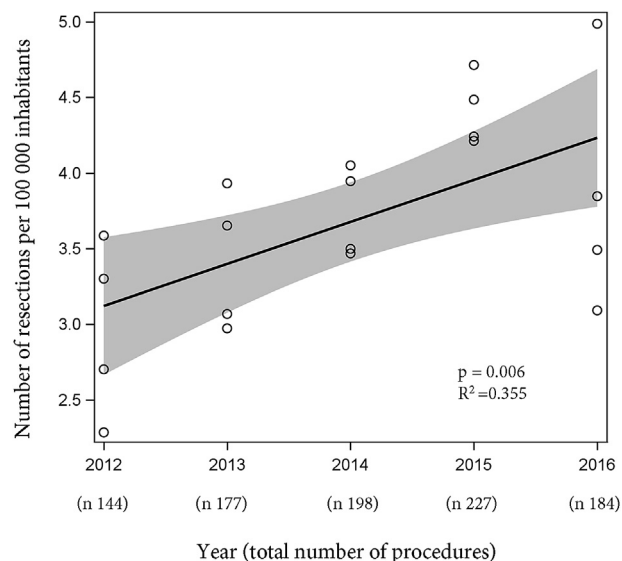 Number of resections per 100 000 inhabitants
5.0
4.5
4.0
3.5
3.0
2.5
p = 0.006
R² =0.355
2012 2013 2014 2015 2016
(n 144) (n 177) (n 198) (n 227) (n 184)
Year (total number of procedures)